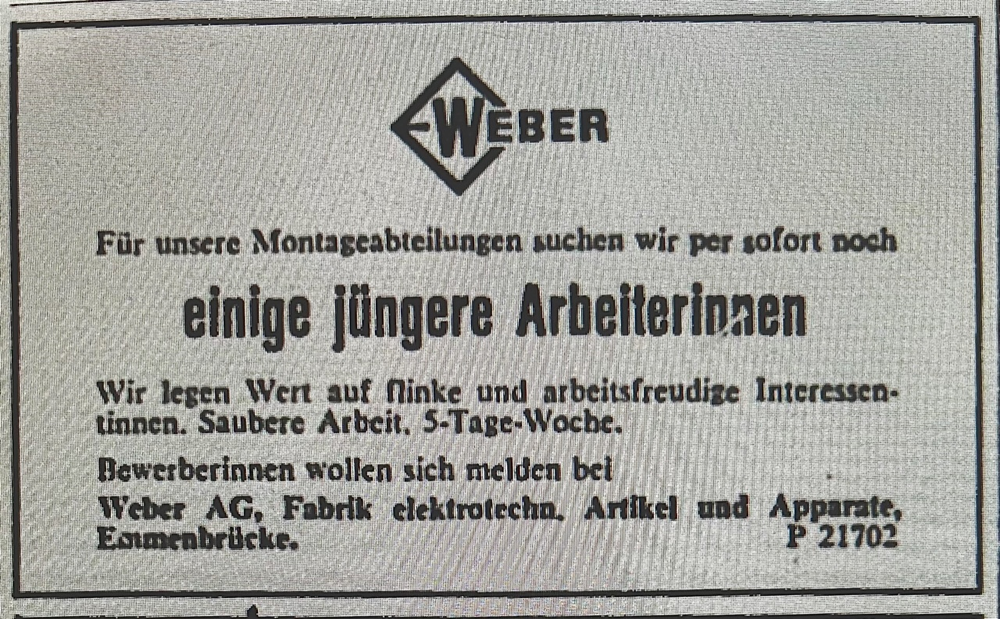 WEBER
Für unsere Montageabteilungen suchen wir per sofort noch
einige jüngere Arbeiterinnen
Wir legen Wert auf flinke und arbeitsfreudige Interessen-
tinnen. Saubere Arbeit. 5-Tage-Woche.
Bewerberinnen wollen sich melden bei
Weber AG, Fabrik elektrotechn. Artikel und Apparate,
Emmenbrücke. P 21702